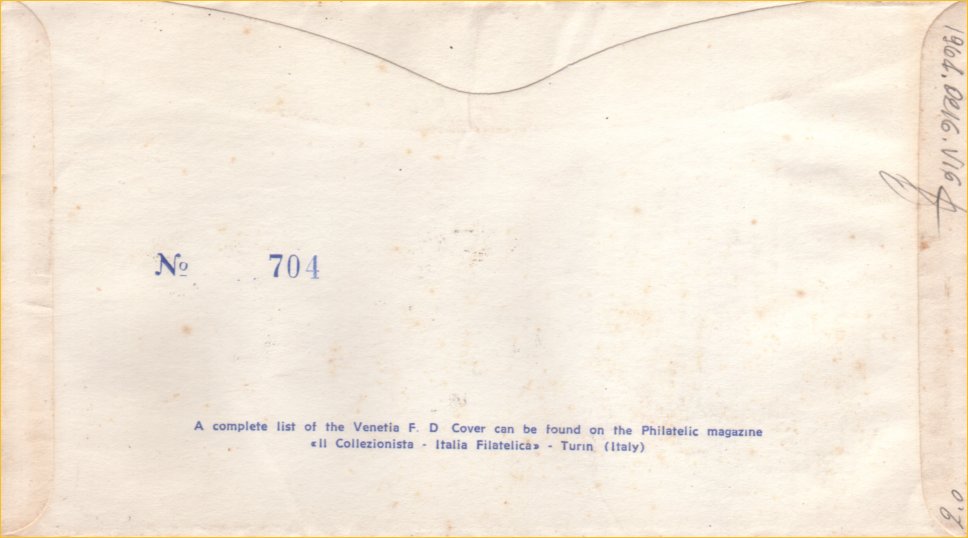 № 704
A complete list of the Venetia F. D Cover can be found on the Philatelic magazine
«Il Collezionista - Italia Filatelica» - Turin (Italy)